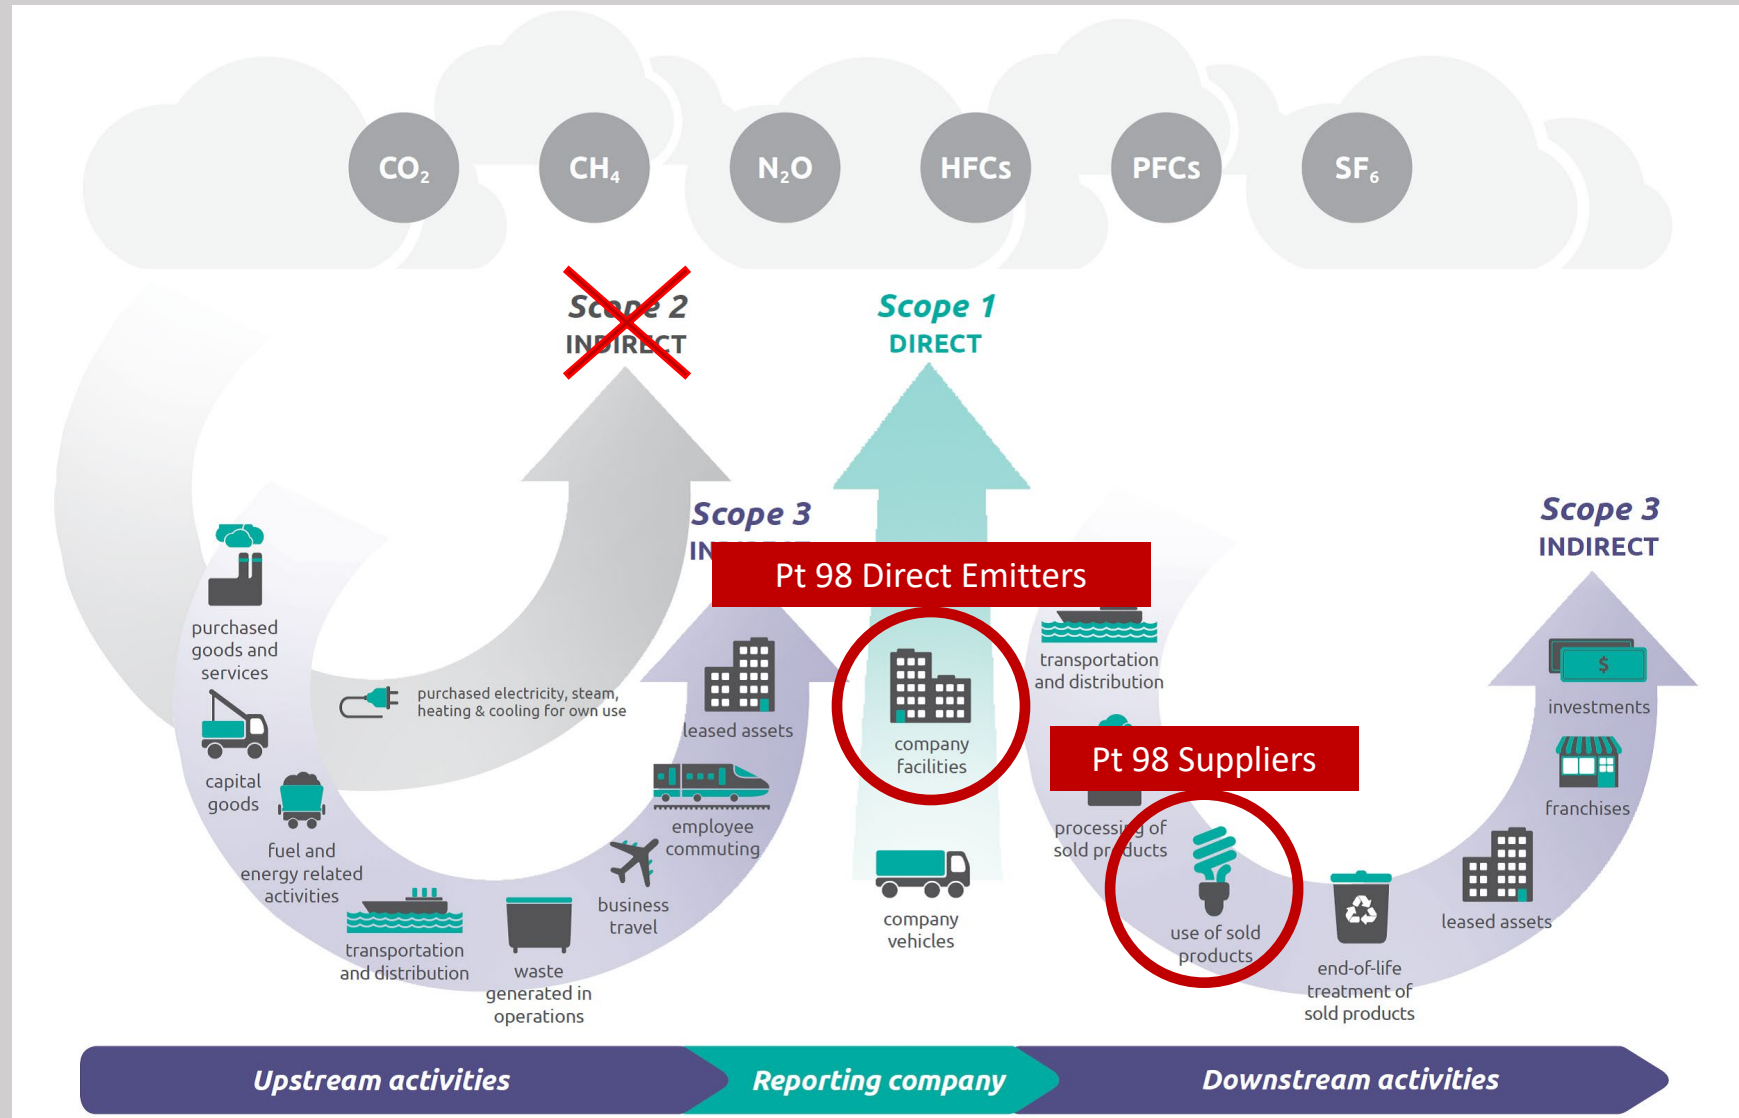 CO₂
CH₄
N₂O
HFCs
PFCs
SF₆
Scope 2
INDIRECT
Scope 1
DIRECT
Scope 3
Scope 3
INDIRECT
Pt 98 Direct Emitters
purchased
goods and
services
purchased electricity, steam,
heating & cooling for own use
leased assets
company
facilities
transportation
and distribution
$
investments
Pt 98 Suppliers
capital
goods
employee
commuting
processing of
sold products
franchises
fuel and
energy related
activities
business
travel
company
vehicles
use of sold
products
leased assets
transportation
and distribution
waste
generated in
operations
end-of-life
treatment of
sold products
Upstream activities
Reporting company
Downstream activities